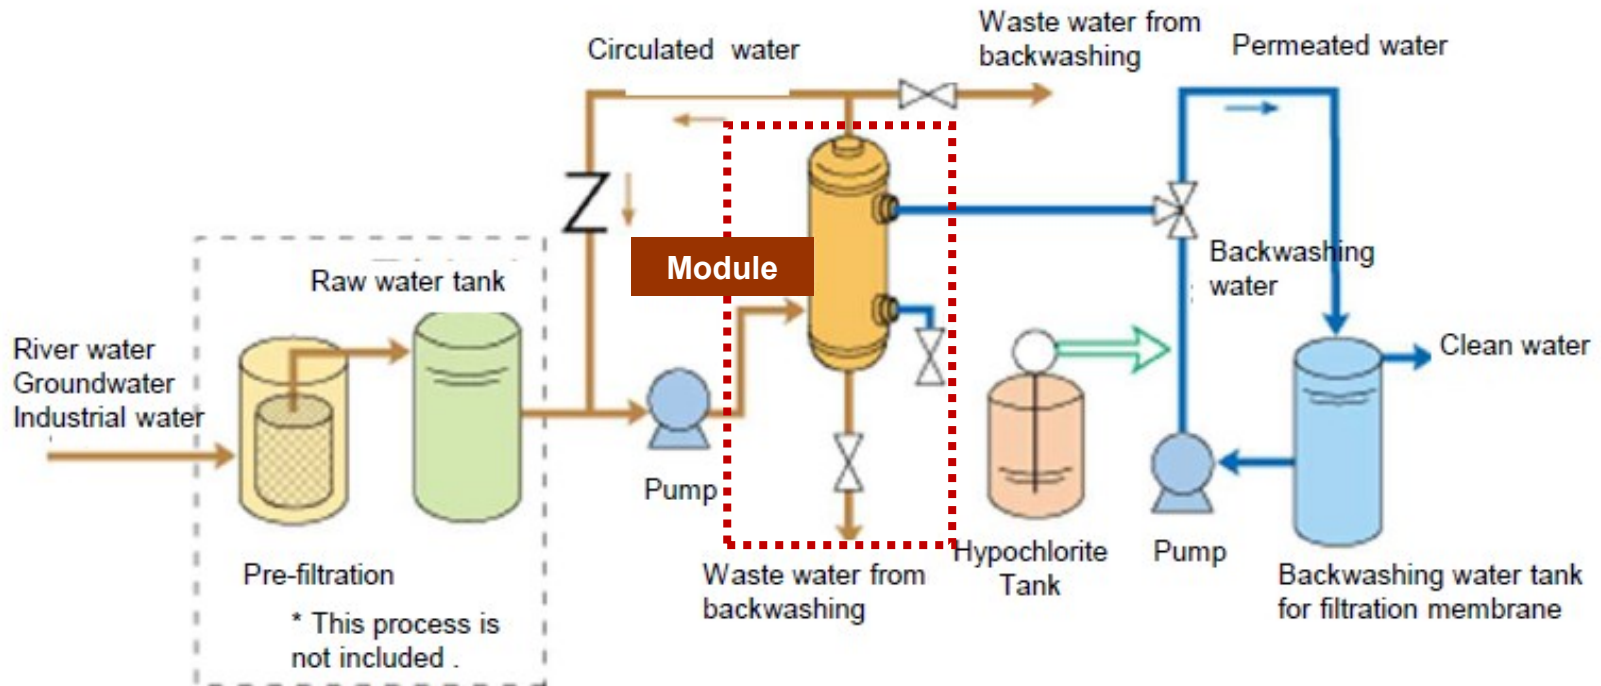 Waste water from
backwashing
Circulated water
Permeated water
Module
Backwashing
water
Raw water tank
River water
Groundwater
Industrial water
Clean water
Pump
Pre-filtration
* This process is
not included .
Waste water from
backwashing
Hypochlorite
Tank
Pump
Backwashing water tank
for filtration membrane